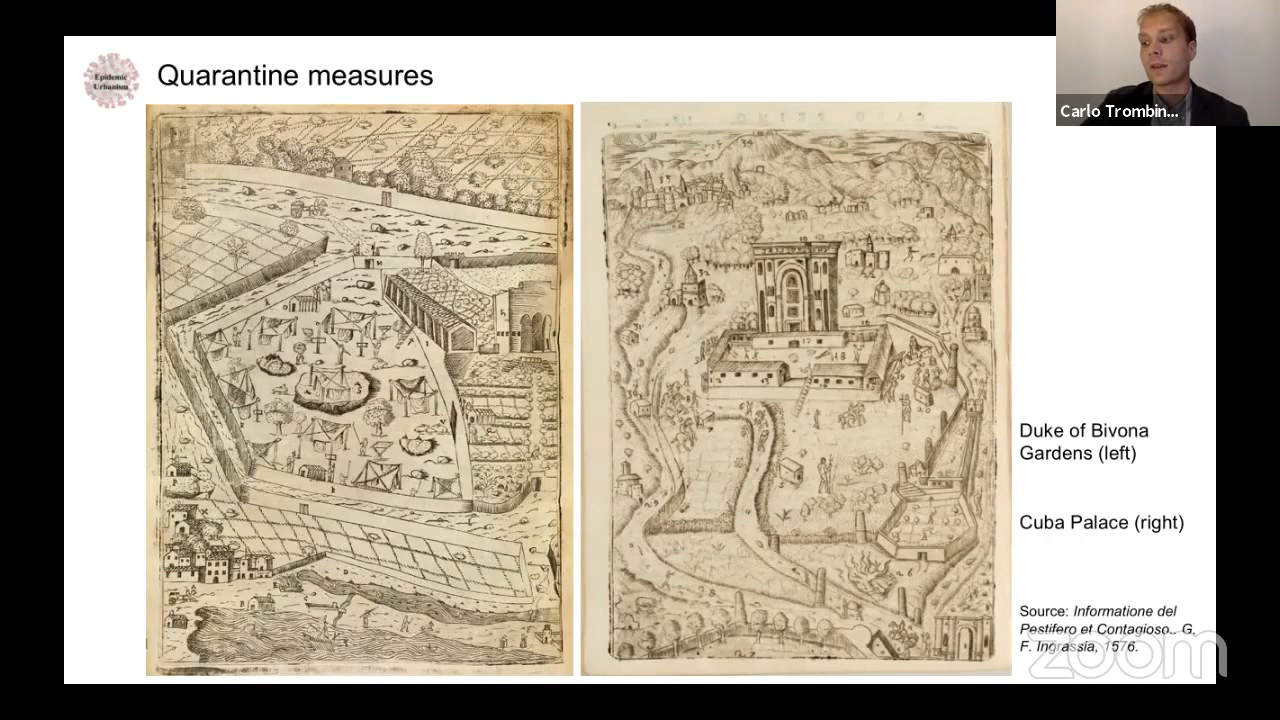 Epidemic
Urbanism
Quarantine measures
Carlo Trombin...
Duke of Bivona
Gardens (left)
Cuba Palace (right)
Source: Informatione del
Pestifero et Contagioso.. G.
F. Ingrassia, 1576.
zoom